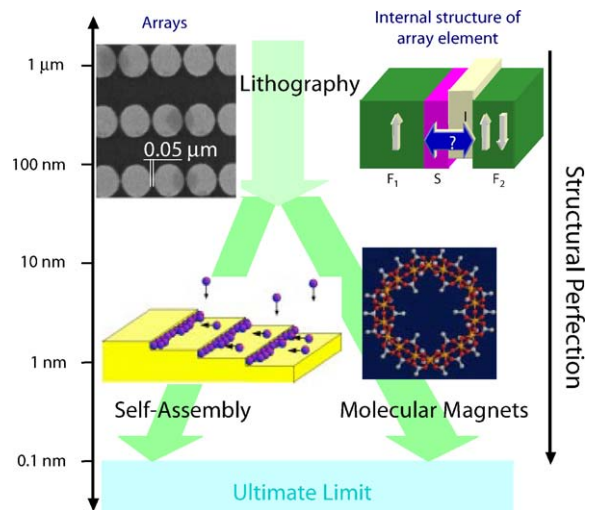 Arrays
Internal structure of
array element
1 µm
Lithography
0.05 µm
?
100 nm
F₁
S
I
F₂
Structural Perfection
10 nm
1 nm
Self-Assembly
Molecular Magnets
0.1 nm
Ultimate Limit